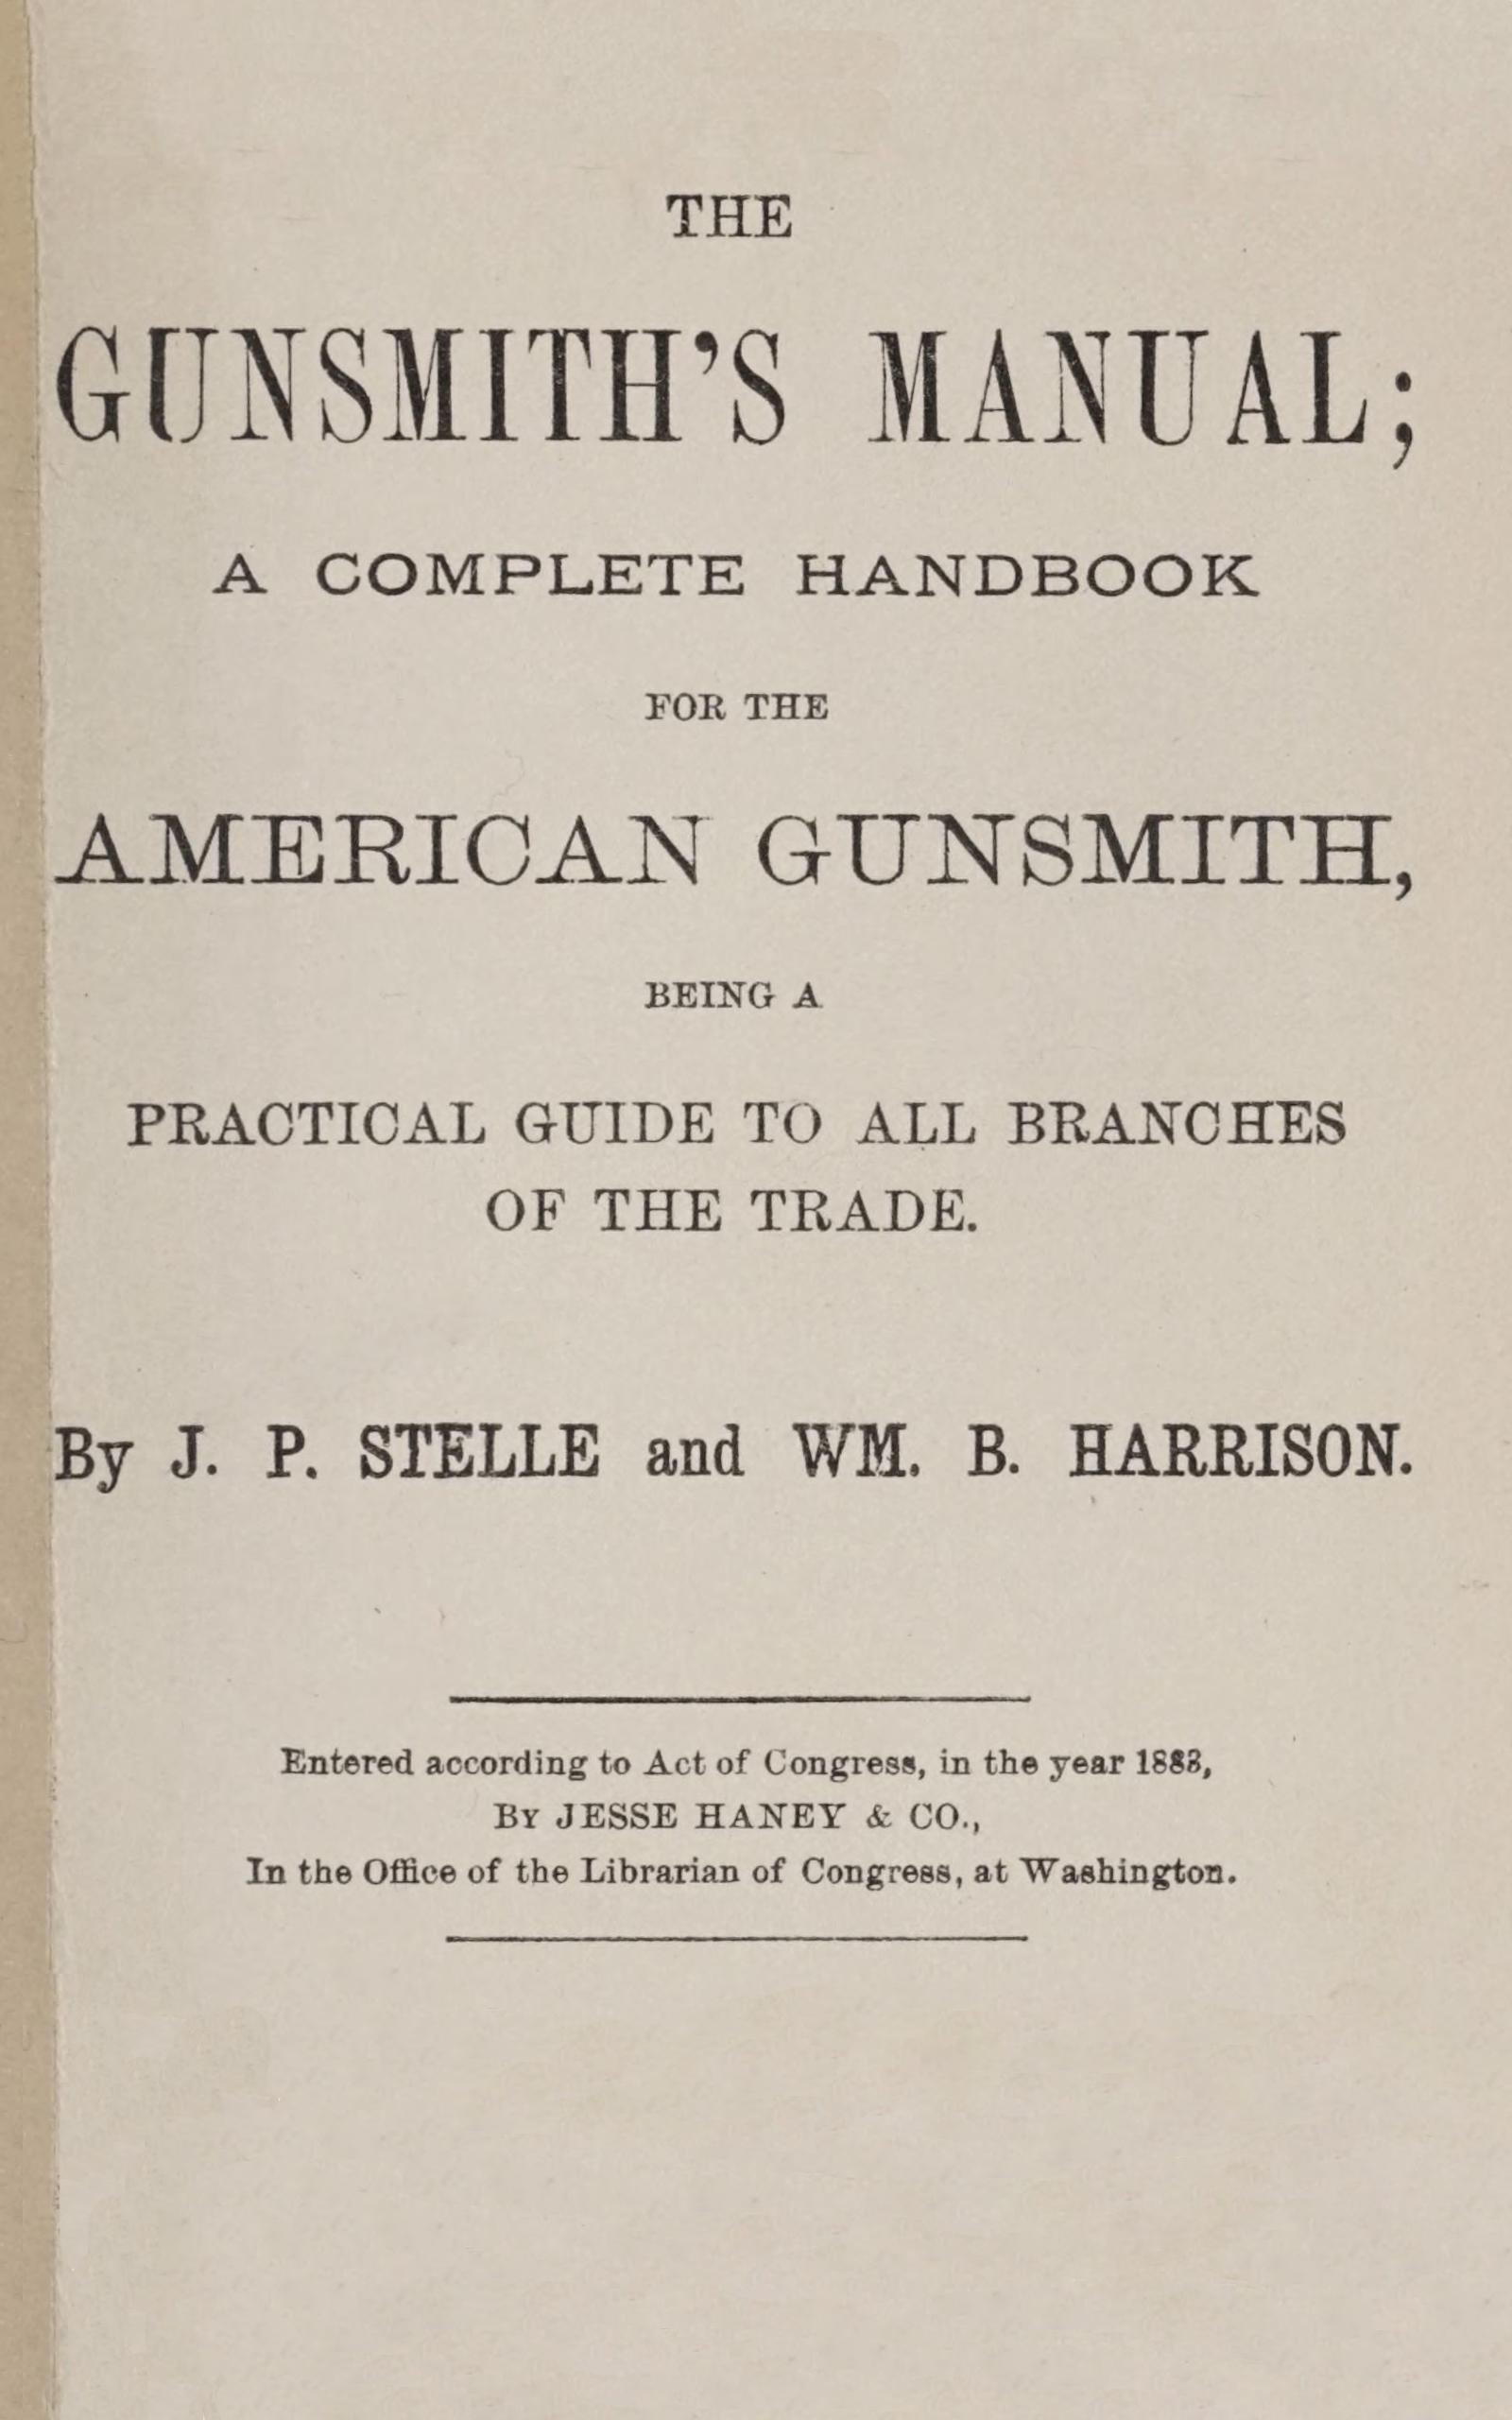 THE
GUNSMITH'S MANUAL;
A COMPLETE HANDBOOK
FOR THE
AMERICAN GUNSMITH,
BEING A
PRACTICAL GUIDE TO ALL BRANCHES
OF THE TRADE.
By J. P. STELLE and WM. B. HARRISON.
Entered according to Act of Congress, in the year 1883,
BY JESSE HANEY & CO.,
In the Office of the Librarian of Congress, at Washington.